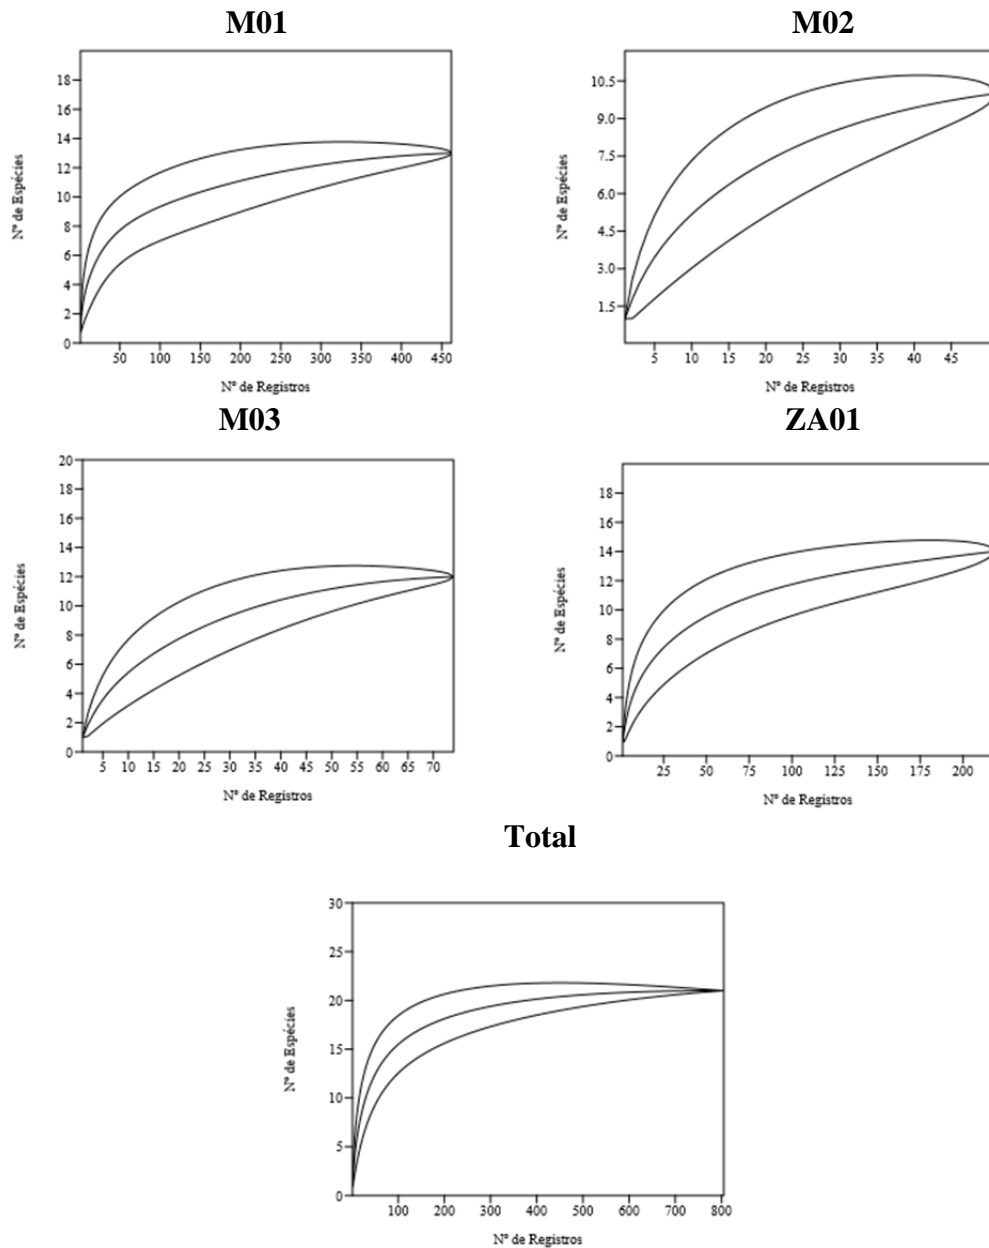 M01
M02
18
16
14
12
10
8
6
4
2
0
Nº de Espécies
50 100 150 200 250 300 350 400 450
Nº de Registros
10.5
9.0
7.5
6.0
4.5
3.0
1.5
Nº de Espécies
5 10 15 20 25 30 35 40 45
Nº de Registros
M03
ZA01
20
18
16
14
12
10
8
6
4
2
0
Nº de Espécies
5 10 15 20 25 30 35 40 45 50 55 60 65 70
Nº de Registros
18
16
14
12
10
8
6
4
2
0
Nº de Espécies
25 50 75 100 125 150 175 200
Nº de Registros
Total
30
25
20
15
10
5
0
Nº de Espécies
100 200 300 400 500 600 700 800
Nº de Registros